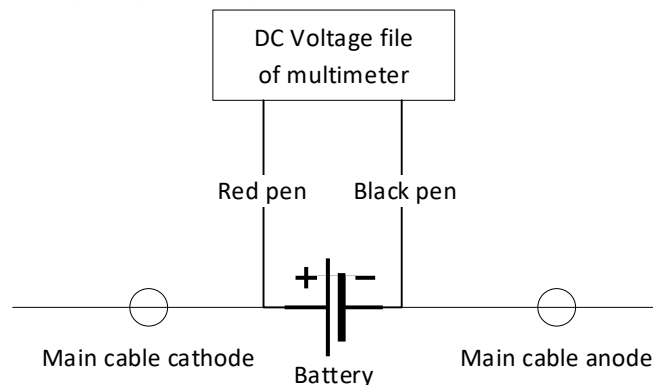 DC Voltage file
of multimeter
Red pen
Black pen
+
−
Main cable cathode
Battery
Main cable anode